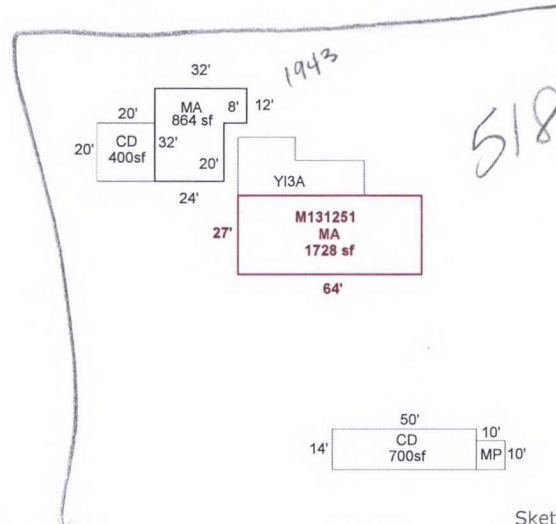 32'
1943
518
20'
MA
864 sf
8'
12'
20'
CD
400sf
32'
20'
24'
YI3A
27'
M131251
MA
1728 sf
64'
50'
14'
CD
700sf
10'
MP
10'
Sket